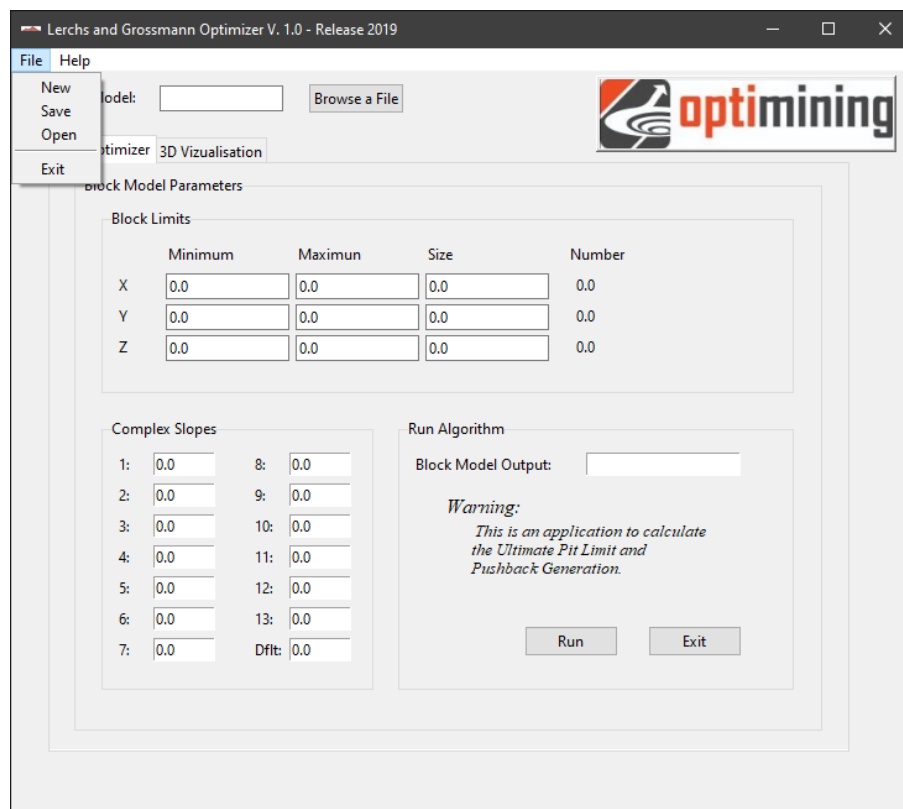 Lerchs and Grossmann Optimizer V. 1.0 - Release 2019
File Help
New
Save
Open
Exit
odel:
Browse a File
optimining
ptimizer 3D Vizualisation
Block Model Parameters
Block Limits
Minimum Maximun Size Number
X 0.0 0.0 0.0 0.0
Y 0.0 0.0 0.0 0.0
Z 0.0 0.0 0.0 0.0
Complex Slopes
1: 0.0 8: 0.0
2: 0.0 9: 0.0
3: 0.0 10: 0.0
4: 0.0 11: 0.0
5: 0.0 12: 0.0
6: 0.0 13: 0.0
7: 0.0 Dflt: 0.0
Run Algorithm
Block Model Output:
Warning:
This is an application to calculate
the Ultimate Pit Limit and
Pushback Generation.
Run Exit